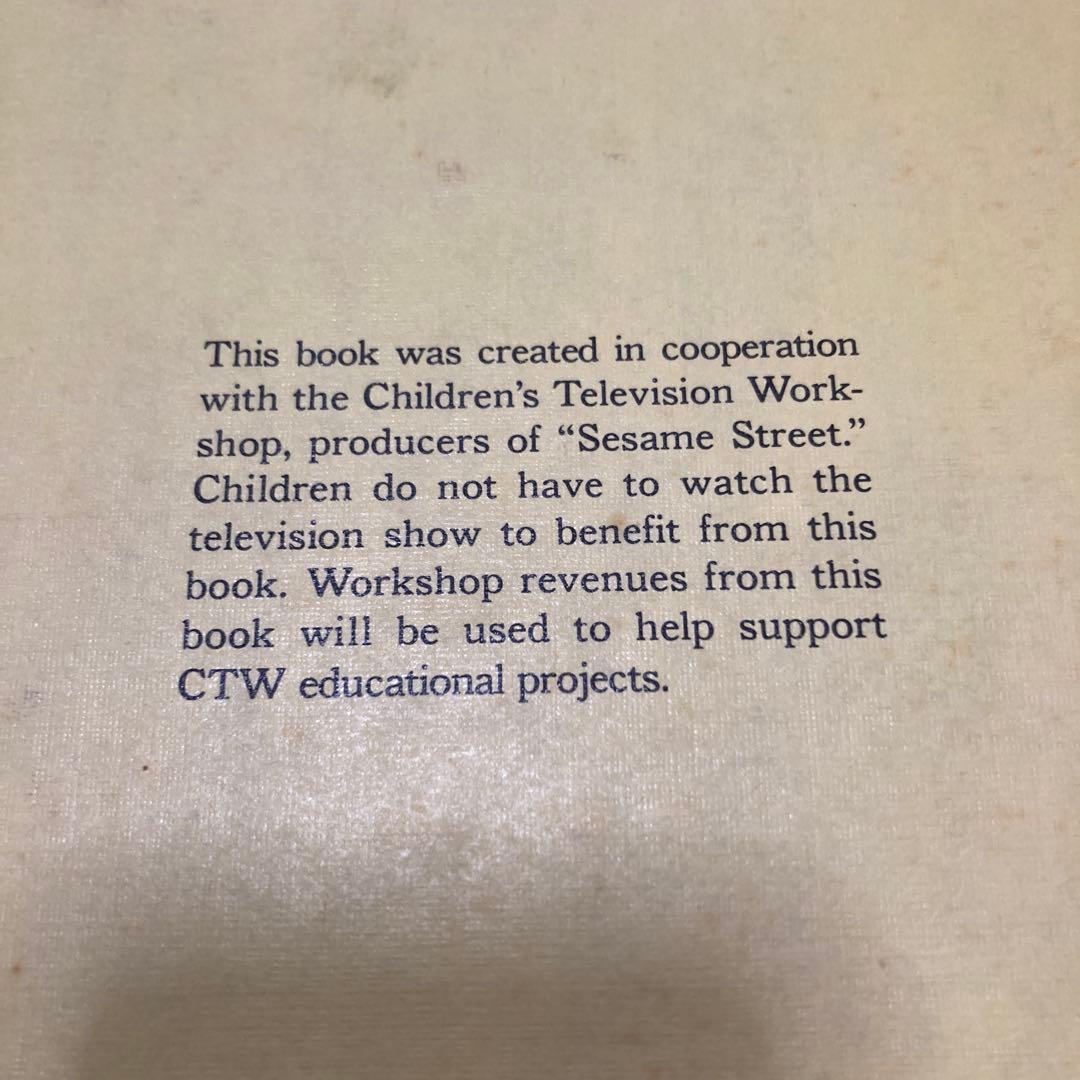 This book was created in cooperation
with the Children’s Television Work-
shop, producers of “Sesame Street.”
Children do not have to watch the
television show to benefit from this
book. Workshop revenues from this
book will be used to help support
CTW educational projects.